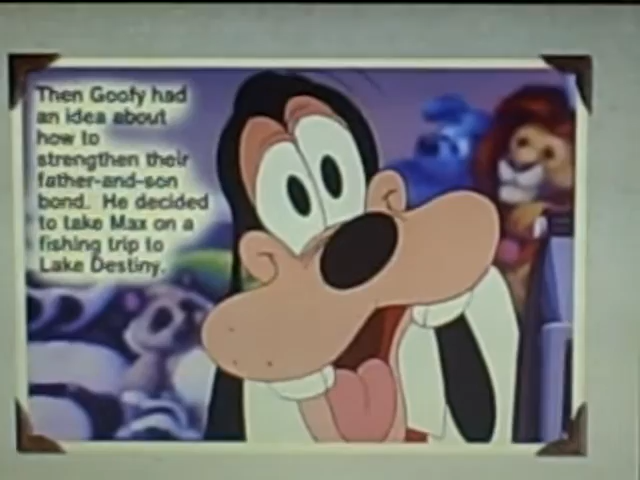 Then Goofy had
an idea about
how to
strengthen their
father-and-son
bond. He decided
to take Max on a
fishing trip to
Lake Destiny.